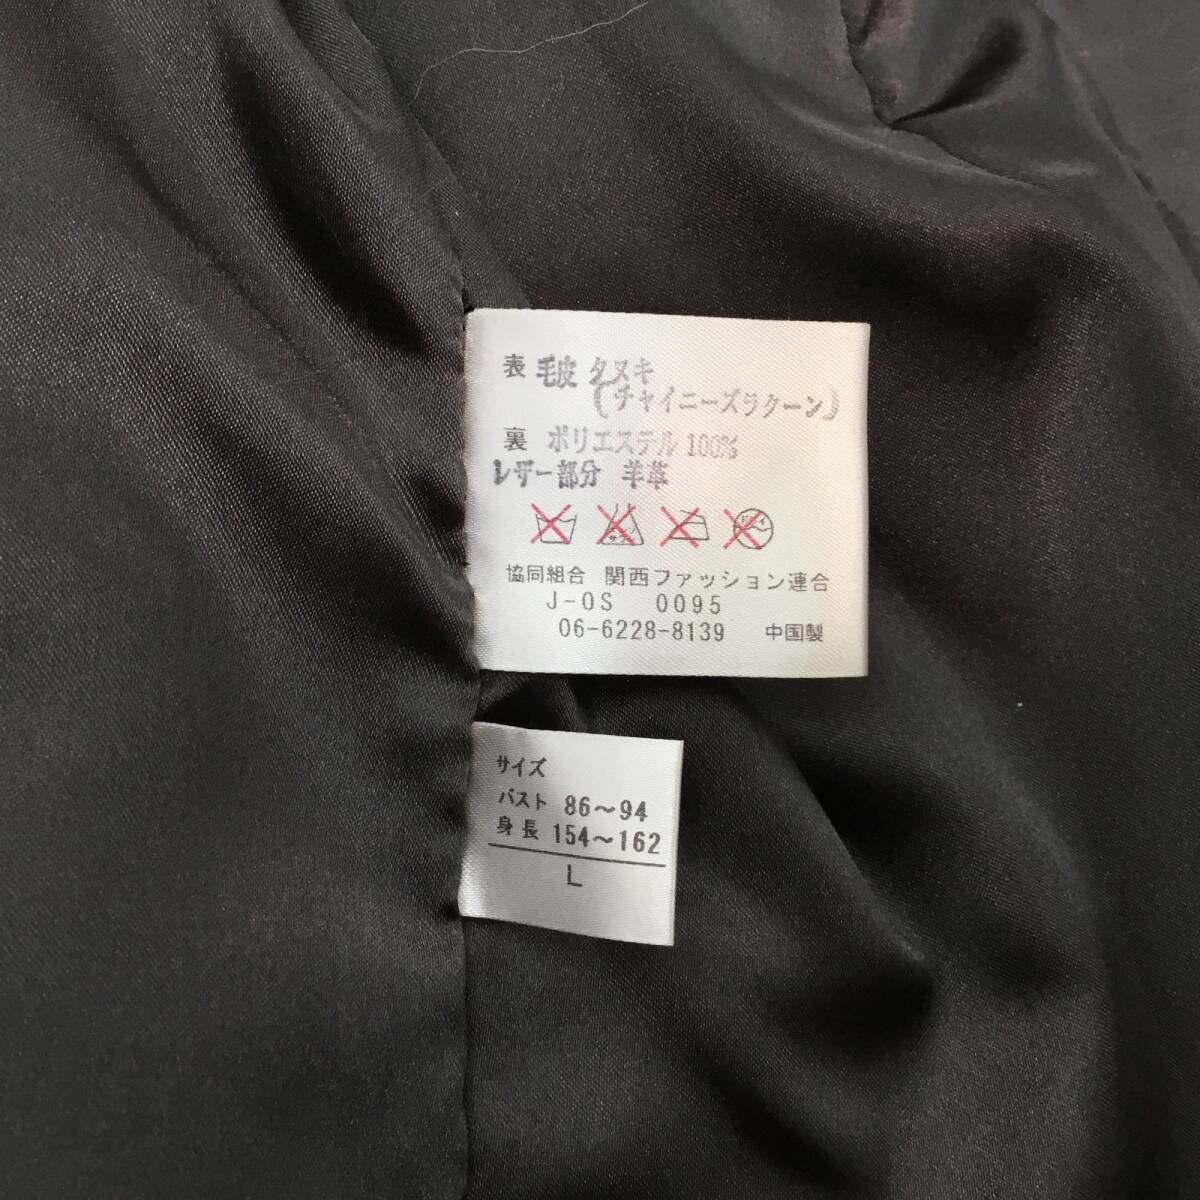 表 毛皮 タヌキ
(チャイニーズラクーン)
裏 ポリエステル 100%
レザー部分 羊革
協同組合 関西ファッション連合
J-OS 0095
06-6228-8139 中国製
サイズ
バスト 86〜94
身長 154〜162
L